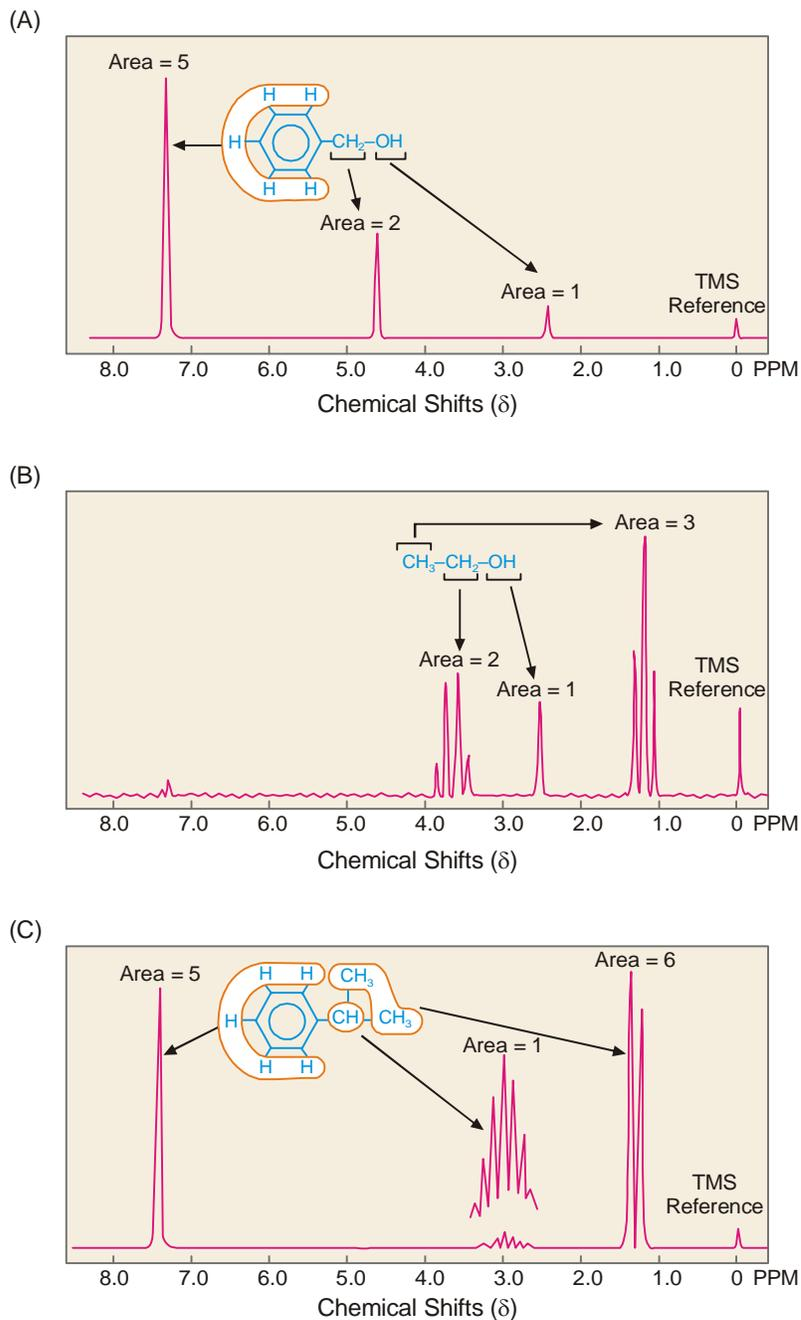 (A)
Area = 5
H H
H CH₂–OH
H H
Area = 2
Area = 1
TMS
Reference
8.0 7.0 6.0 5.0 4.0 3.0 2.0 1.0 0 PPM
Chemical Shifts (δ)
(B)
Area = 3
CH₃–CH₂–OH
Area = 2
Area = 1
TMS
Reference
8.0 7.0 6.0 5.0 4.0 3.0 2.0 1.0 0 PPM
Chemical Shifts (δ)
(C)
Area = 6
Area = 5
H H CH₃
H CH CH₃
H H
Area = 1
TMS
Reference
8.0 7.0 6.0 5.0 4.0 3.0 2.0 1.0 0 PPM
Chemical Shifts (δ)